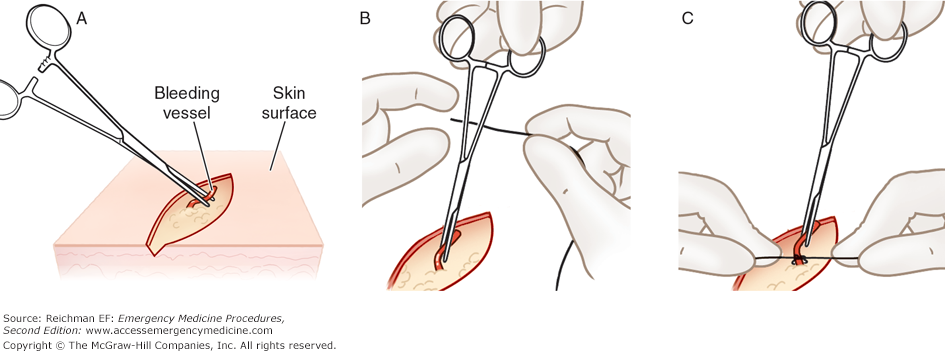 A
B
C
Bleeding
vessel
Skin
surface
Source: Reichman EF: Emergency Medicine Procedures,
Second Edition: www.accessemergencymedicine.com
Copyright © The McGraw-Hill Companies, Inc. All rights reserved.